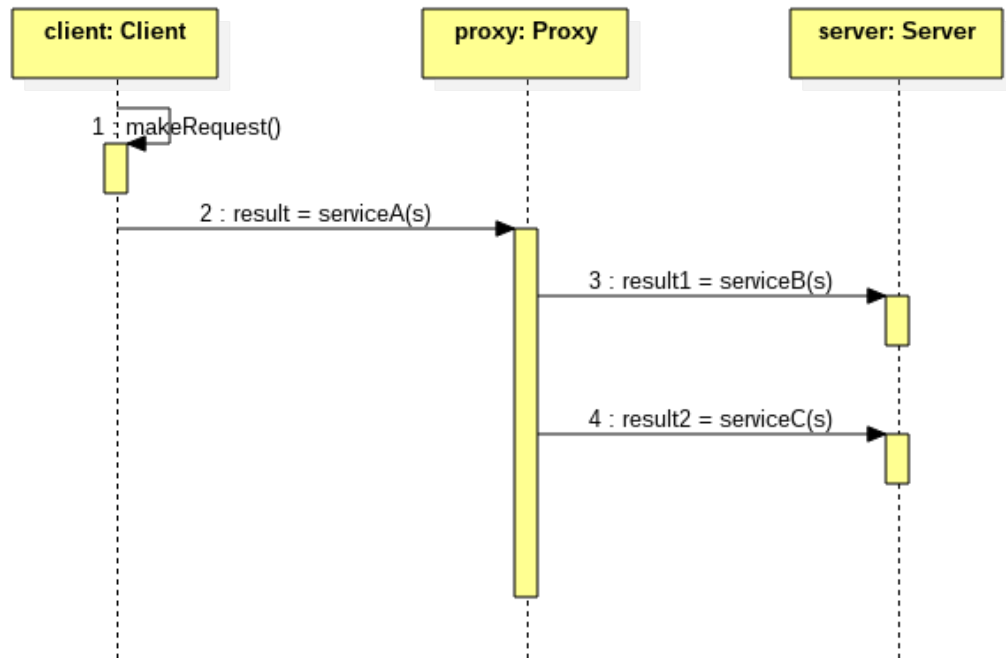 client: Client
proxy: Proxy
server: Server
1 : makeRequest()
2 : result = serviceA(s)
3 : result1 = serviceB(s)
4 : result2 = serviceC(s)